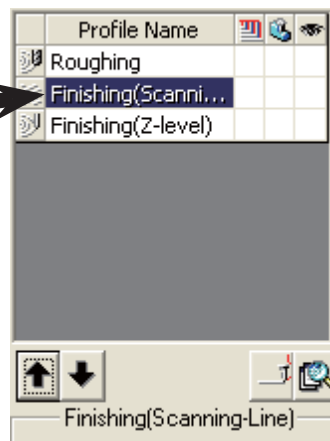 Profile Name
Roughing
Finishing(Scanni...
Finishing(Z-level)
Finishing(Scanning-Line)